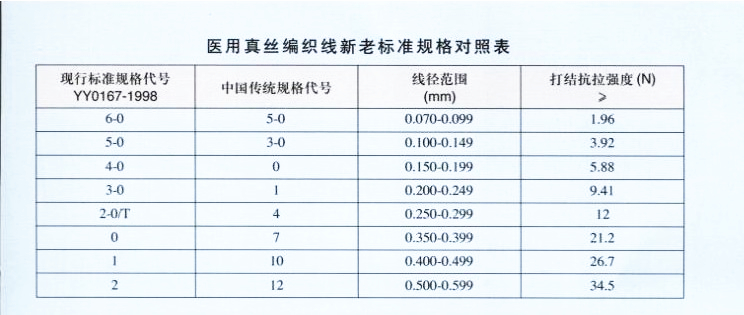 医用真丝编织线新老标准规格对照表
现行标准规格代号 YY0167-1998 中国传统规格代号 线径范围 (mm) 打结抗拉强度 (N) ≥
6-0 5-0 0.070-0.099 1.96
5-0 3-0 0.100-0.149 3.92
4-0 0 0.150-0.199 5.88
3-0 1 0.200-0.249 9.41
2-0/T 4 0.250-0.299 12
0 7 0.350-0.399 21.2
1 10 0.400-0.499 26.7
2 12 0.500-0.599 34.5